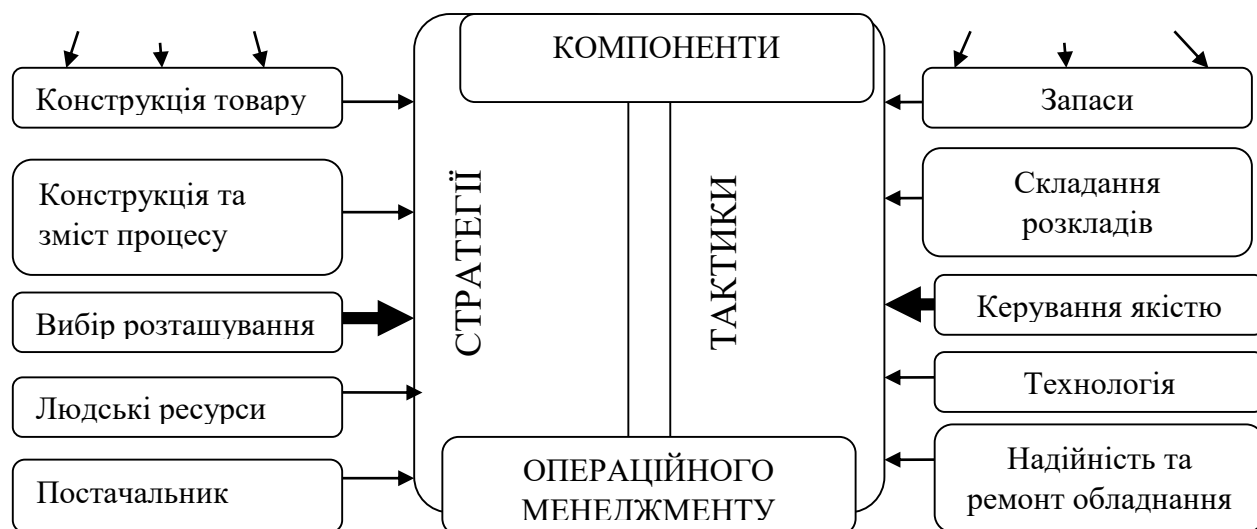 КОМПОНЕНТИ
Конструкція товару
Конструкція та
зміст процесу
Вибір розташування
Людські ресурси
Постачальник
СТРАТЕГІЇ
ТАКТИКИ
Запаси
Складання
розкладів
Керування якістю
Технологія
Надійність та
ремонт обладнання
ОПЕРАЦІЙНОГО
МЕНЕДЖМЕНТУ